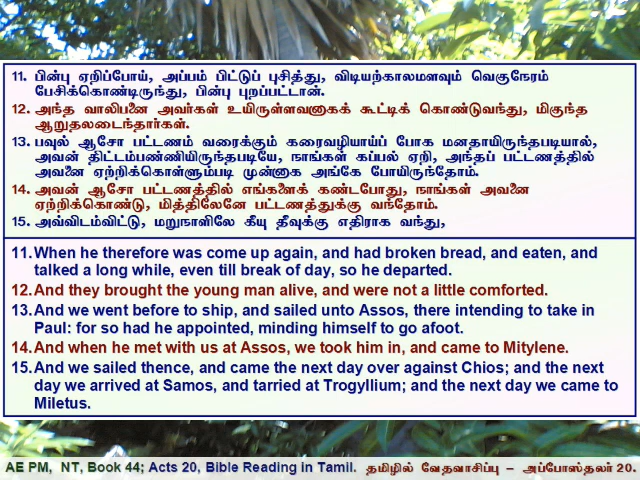 11. பின்பு ஏறிப்போய், அப்பம் பிட்டுப் புசித்து, விடியற்காலமளவும் வெகுநேரம்
பேசிக்கொண்டிருந்து, பின்பு புறப்பட்டான்.
12. அந்த வாலிபனை அவர்கள் உயிருள்ளவனாகக் கூட்டிக் கொண்டுவந்து, மிகுந்த
ஆறுதலடைந்தார்கள்.
13. பவுல் ஆசோ பட்டணம் வரைக்கும் கரைவழியாய்ப் போக மனதாயிருந்தபடியால்,
அவன் திட்டம்பண்ணியிருந்தபடியே, நாங்கள் கப்பல் ஏறி, அந்தப் பட்டணத்தில்
அவனை ஏற்றிக்கொள்ளும்படி முன்னாக அங்கே போயிருந்தோம்.
14. அவன் ஆசோ பட்டணத்தில் எங்களைக் கண்டபோது, நாங்கள் அவனை
ஏற்றிக்கொண்டு, மித்திலேனே பட்டணத்துக்கு வந்தோம்.
15. அவ்விடம்விட்டு, மறுநாளிலே கீயு தீவுக்கு எதிராக வந்து,
11. When he therefore was come up again, and had broken bread, and eaten, and
talked a long while, even till break of day, so he departed.
12. And they brought the young man alive, and were not a little comforted.
13. And we went before to ship, and sailed unto Assos, there intending to take in
Paul: for so had he appointed, minding himself to go afoot.
14. And when he met with us at Assos, we took him in, and came to Mitylene.
15. And we sailed thence, and came the next day over against Chios; and the next
day we arrived at Samos, and tarried at Trogyllium; and the next day we came to
Miletus.
AE PM, NT, Book 44; Acts 20, Bible Reading in Tamil. தமிழில் வேதவாசிப்பு – அப்போஸ்தலர் 20.